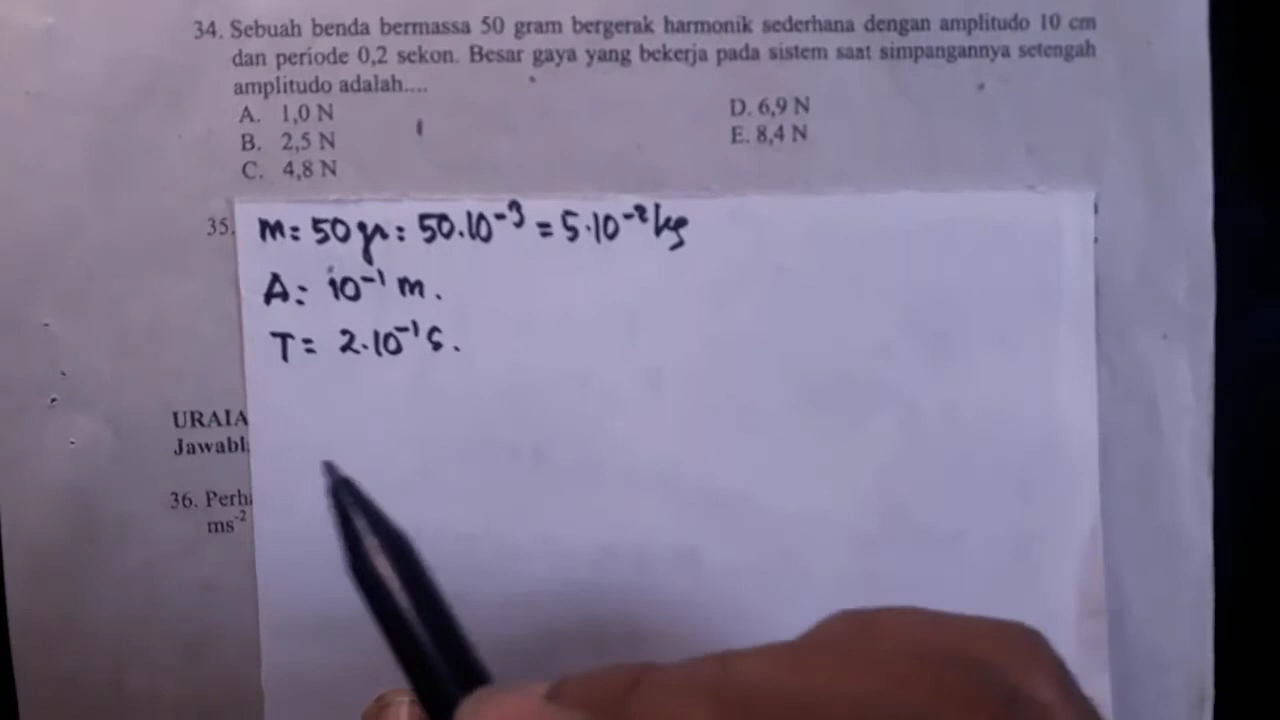 34. Sebuah benda bermassa 50 gram bergerak harmonik sederhana dengan amplitudo 10 cm
dan periode 0,2 sekon. Besar gaya yang bekerja pada sistem saat simpangannya setengah
amplitudo adalah....
A. 1,0 N
B. 2,5 N
C. 4,8 N
D. 6,9 N
E. 8,4 N
35.
m = 50 gr = 50.10⁻³ = 5.10⁻² kg
A = 10⁻¹ m.
T = 2.10⁻¹ s.
URAIA
Jawabl
36. Perh
ms⁻²